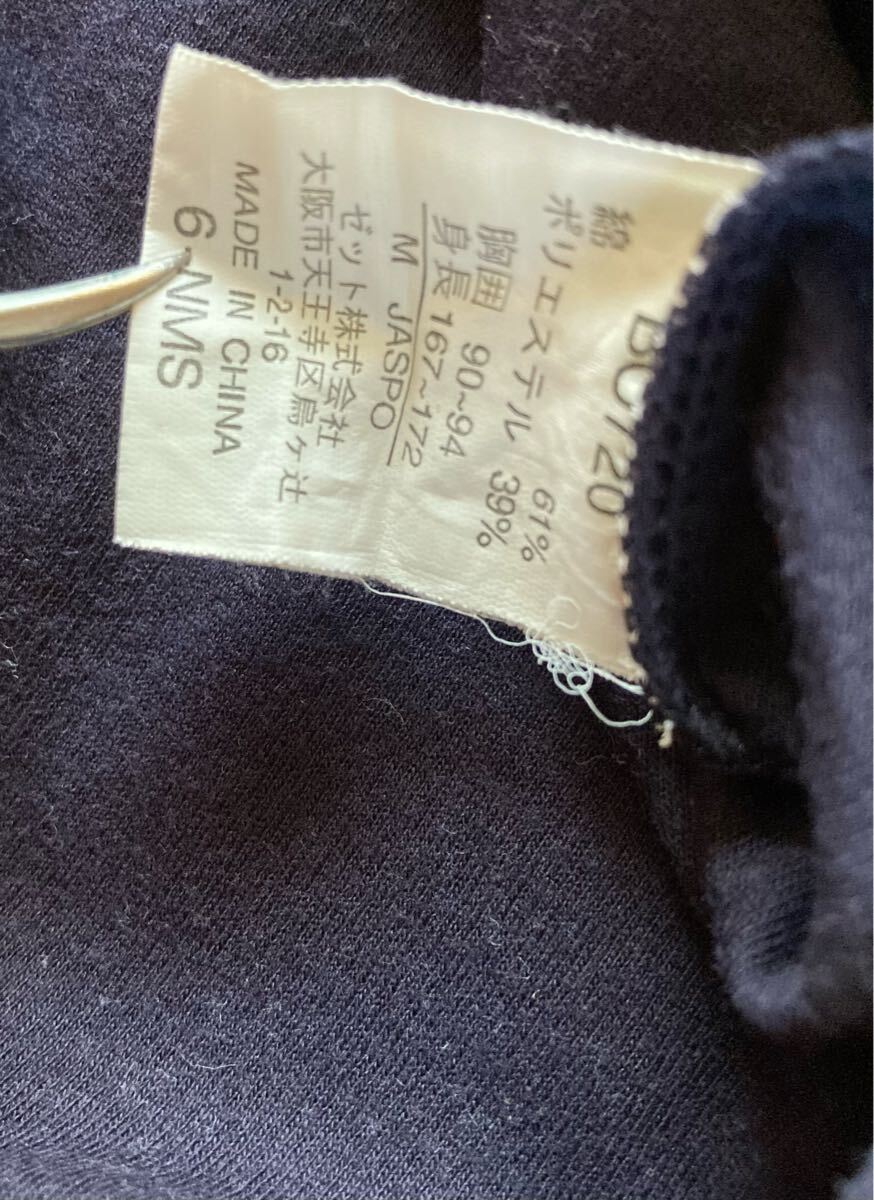 BO720
綿 61%
ポリエステル 39%
胸囲 90~94
身長 167~172
M JASPO
ゼット株式会社
大阪市天王寺区烏ヶ辻
1-2-16
MADE IN CHINA
6-NMS